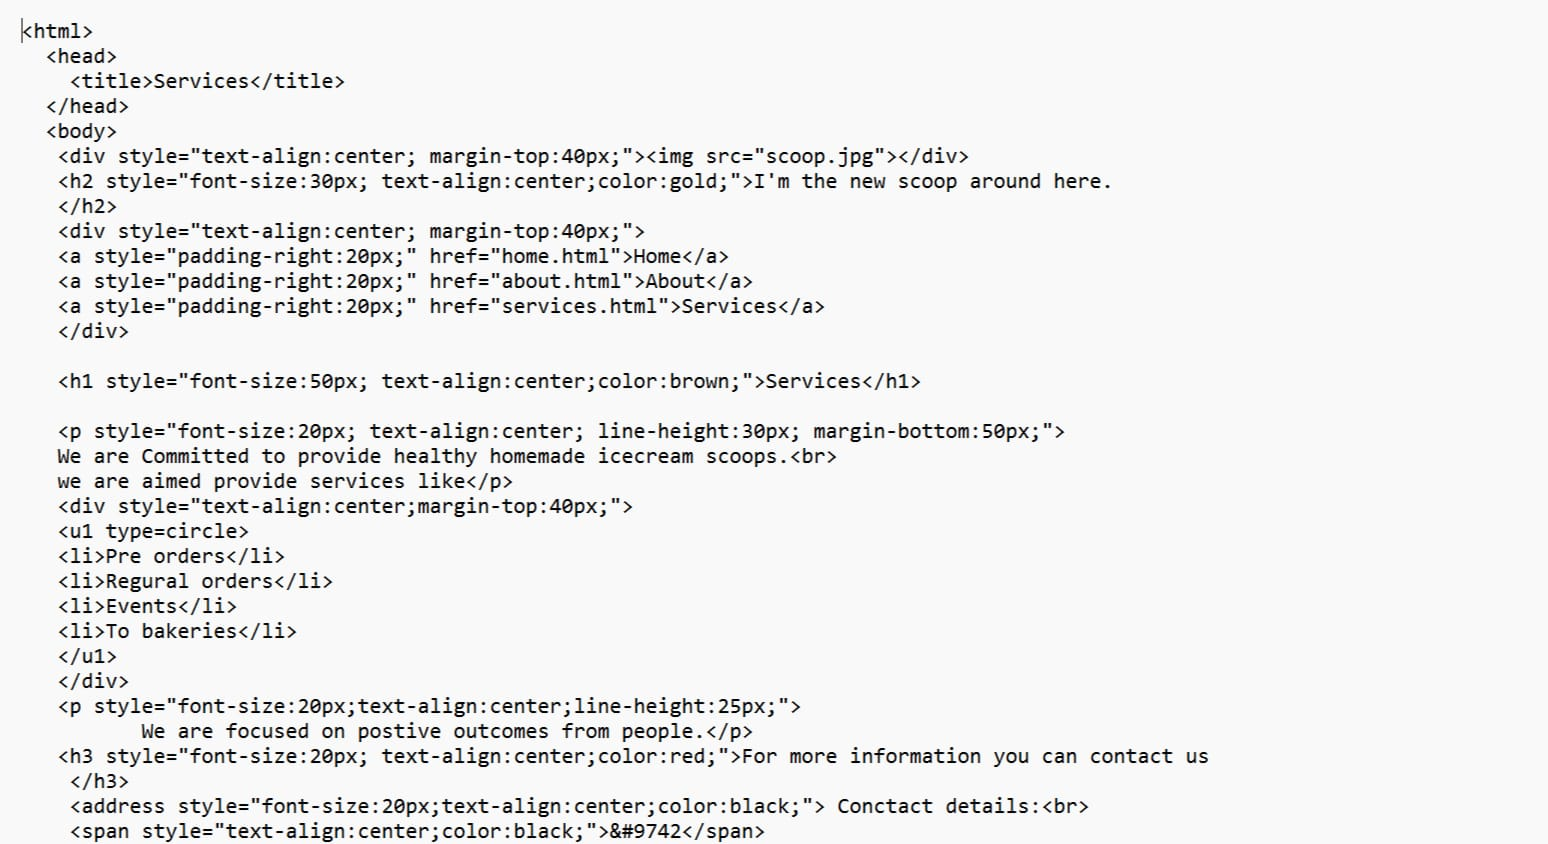 <html>
<head>
<title>Services</title>
</head>
<body>
<div style="text-align:center; margin-top:40px;"><img src="scoop.jpg"></div>
<h2 style="font-size:30px; text-align:center;color:gold;">I'm the new scoop around here.
</h2>
<div style="text-align:center; margin-top:40px;">
<a style="padding-right:20px;" href="home.html">Home</a>
<a style="padding-right:20px;" href="about.html">About</a>
<a style="padding-right:20px;" href="services.html">Services</a>
</div>
<h1 style="font-size:50px; text-align:center;color:brown;">Services</h1>
<p style="font-size:20px; text-align:center; line-height:30px; margin-bottom:50px;">
We are Committed to provide healthy homemade icecream scoops.<br>
we are aimed provide services like</p>
<div style="text-align:center;margin-top:40px;">
<u1 type=circle>
<li>Pre orders</li>
<li>Regural orders</li>
<li>Events</li>
<li>To bakeries</li>
</u1>
</div>
<p style="font-size:20px;text-align:center;line-height:25px;">
We are focused on postive outcomes from people.</p>
<h3 style="font-size:20px; text-align:center;color:red;">For more information you can contact us
</h3>
<address style="font-size:20px;text-align:center;color:black;"> Conctact details:<br>
<span style="text-align:center;color:black;">&#9742</span>